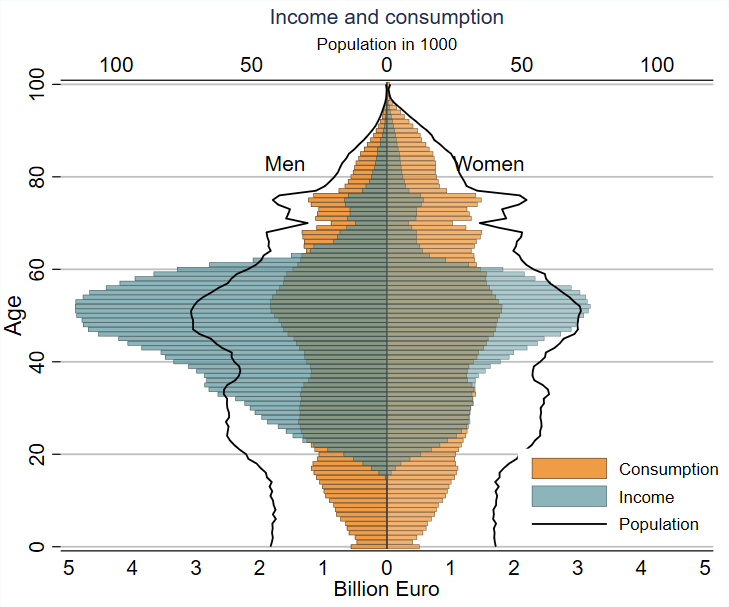 Income and consumption
Population in 1000
100 50 0 50 100
Men Women
Age
100
80
60
40
20
0
Consumption
Income
Population
5 4 3 2 1 0 1 2 3 4 5
Billion Euro